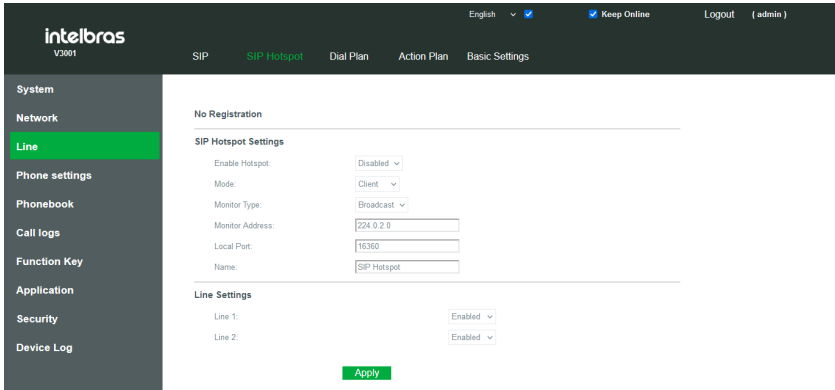 English
Keep Online
Logout
( admin )
intelbras
V3001
SIP
SIP Hotspot
Dial Plan
Action Plan
Basic Settings
System
Network
Line
Phone settings
Phonebook
Call logs
Function Key
Application
Security
Device Log
No Registration
SIP Hotspot Settings
Enable Hotspot: Disabled
Mode: Client
Monitor Type: Broadcast
Monitor Address: 224.0.2.0
Local Port: 16360
Name: SIP Hotspot
Line Settings
Line 1: Enabled
Line 2: Enabled
Apply